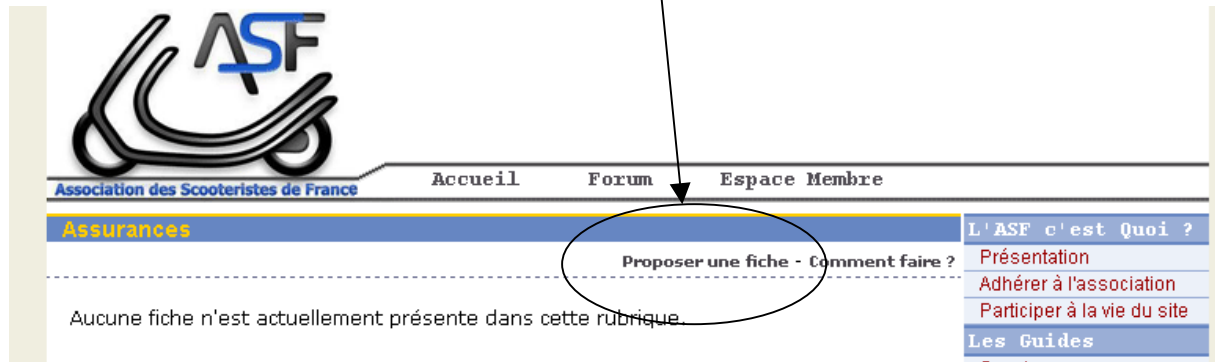 ASF
Association des Scooteristes de France
Accueil Forum Espace Membre
Assurances
Proposer une fiche - Comment faire ?
Aucune fiche n'est actuellement présente dans cette rubrique.
L'ASF c'est Quoi ?
Présentation
Adhérer à l'association
Participer à la vie du site
Les Guides